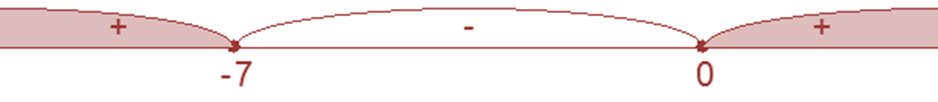 + - +
-7 0